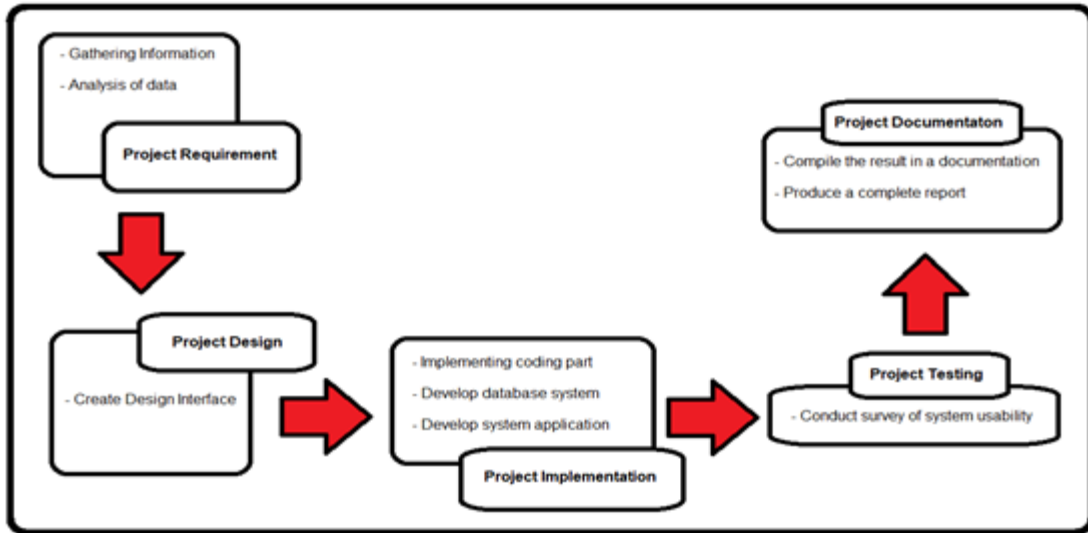 - Gathering Information
- Analysis of data
Project Requirement
Project Design
- Create Design Interface
- Implementing coding part
- Develop database system
- Develop system application
Project Implementation
Project Testing
- Conduct survey of system usability
Project Documentaton
- Compile the result in a documentation
- Produce a complete report